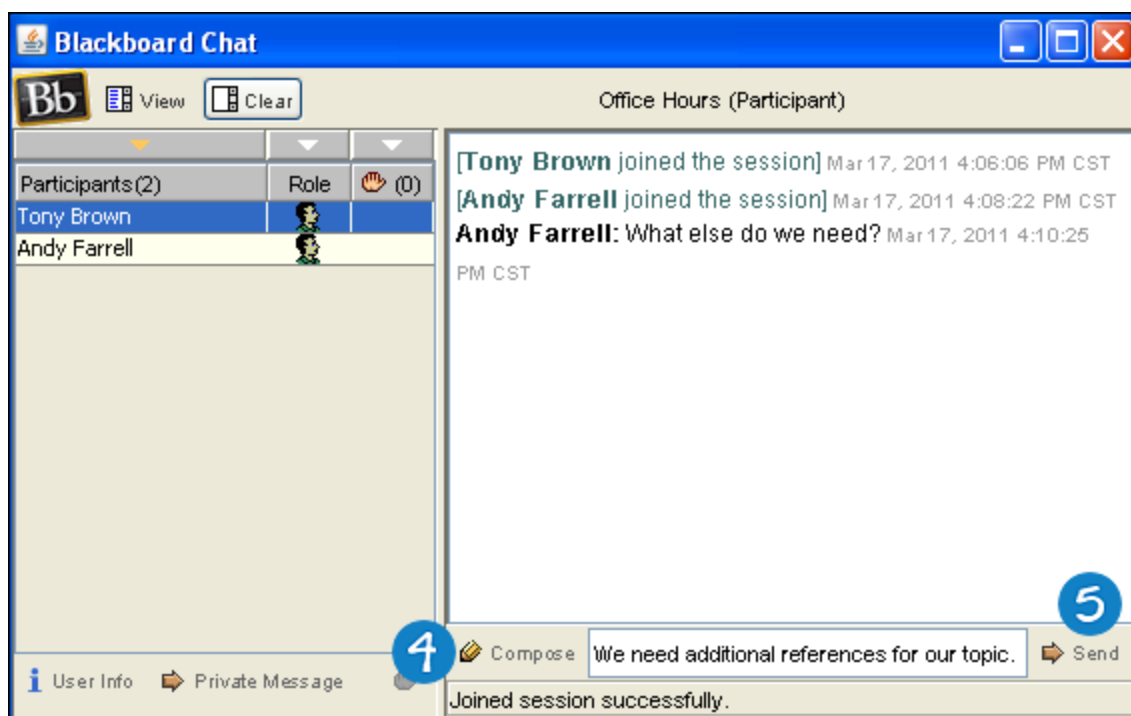 Blackboard Chat
Bb View Clear Office Hours (Participant)
Participants(2) Role (0)
Tony Brown
Andy Farrell
[Tony Brown joined the session] Mar 17, 2011 4:06:06 PM CST
[Andy Farrell joined the session] Mar 17, 2011 4:08:22 PM CST
Andy Farrell: What else do we need? Mar 17, 2011 4:10:25
PM CST
User Info Private Message
4 Compose We need additional references for our topic. 5 Send
Joined session successfully.